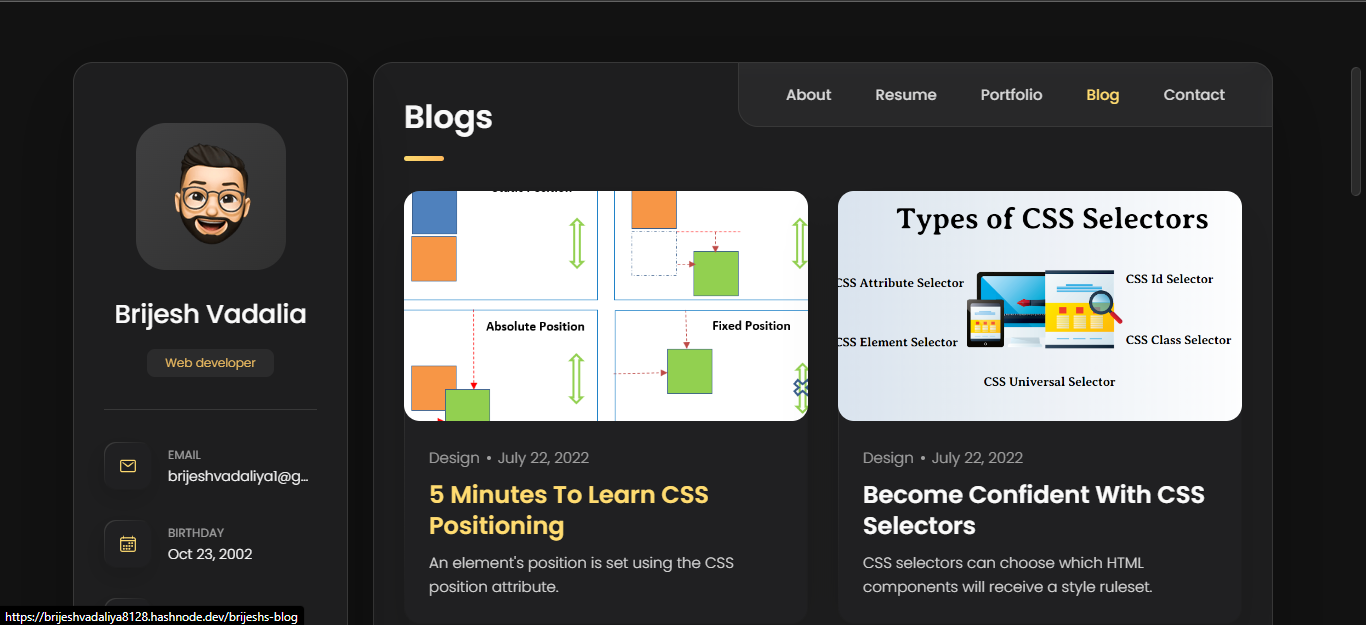 About
Resume
Portfolio
Blog
Contact
Brijesh Vadalia
Web developer
EMAIL
brijeshvadaliya1@g...
BIRTHDAY
Oct 23, 2002
Blogs
Absolute Position
Fixed Position
Design • July 22, 2022
5 Minutes To Learn CSS
Positioning
An element's position is set using the CSS
position attribute.
Types of CSS Selectors
CSS Attribute Selector
CSS Id Selector
CSS Element Selector
CSS Class Selector
CSS Universal Selector
Design • July 22, 2022
Become Confident With CSS
Selectors
CSS selectors can choose which HTML
components will receive a style ruleset.
https://brijeshvadaliya8128.hashnode.dev/brijeshs-blog